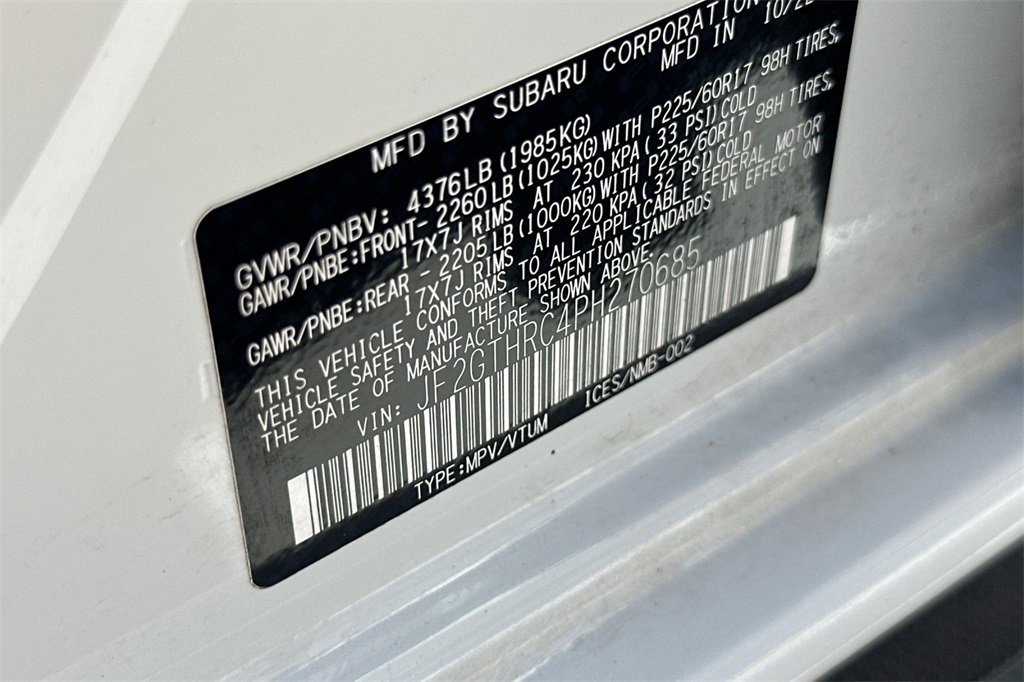 MFD BY SUBARU CORPORATION
MFD IN 10/22
GVWR/PNBV: 4376LB (1985KG)
GAWR/PNBE:FRONT- 2260LB (1025KG)WITH P225/60R17 98H TIRES,
17X7J RIMS AT 230 KPA( 33 PSI)COLD
GAWR/PNBE:REAR - 2205LB (1000KG)WITH P225/60R17 98H TIRES,
17X7J RIMS AT 220 KPA( 32 PSI)COLD
THIS VEHICLE CONFORMS TO ALL APPLICABLE FEDERAL MOTOR
VEHICLE SAFETY AND THEFT PREVENTION STANDARDS IN EFFECT ON
THE DATE OF MANUFACTURE SHOWN ABOVE.
VIN: JF2GTHRC4PH270685
TYPE:MPV/VTUM ICES/NMB-002